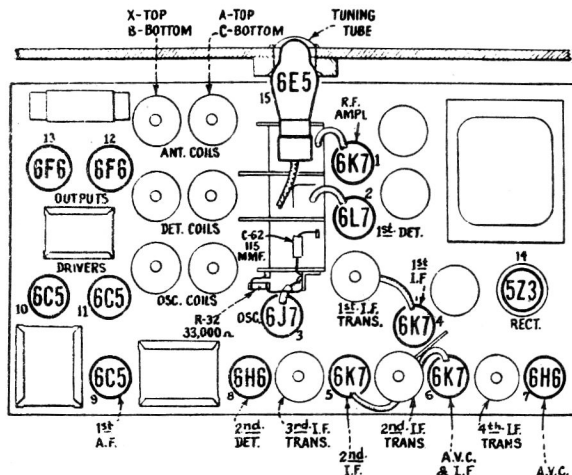 X-TOP
B-BOTTOM
A-TOP
C-BOTTOM
TUNING
TUBE
6E5
15
R.F.
AMPL
13
12
6F6
6F6
ANT. COILS
6K7
1
OUTPUTS
2
6L7
1st DET.
DET. COILS
C-62
115
MMF.
DRIVERS
14
1st
I.F
10
6C5
11
6C5
OSC. COILS
1st I.F.
TRANS.
5Z3
R-32
33,000 Ω
OSC.
6J7
3
6K7
4
RECT.
6C5
9
6H6
8
5
6K7
6
6K7
7
6H6
1st
A.F.
2nd
DET.
3rd I.F.
TRANS.
2nd
I.F.
2nd I.F.
TRANS
A.V.C.
& I.F
4th I.F.
TRANS
A.V.C.